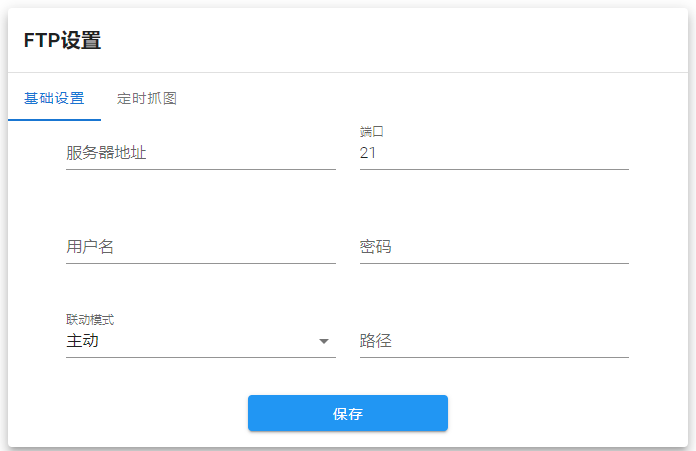 FTP设置
基础设置 定时抓图
端口
服务器地址 21
用户名 密码
联动模式
主动 路径
保存